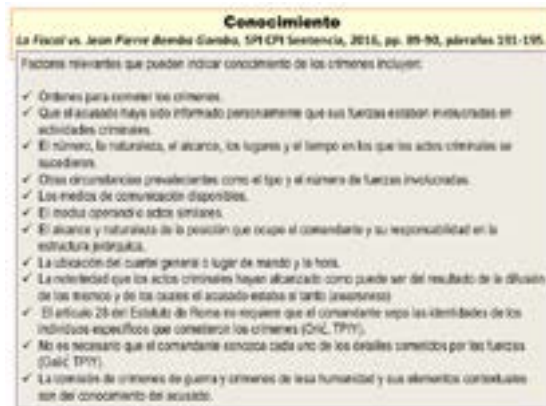 Conocimiento
La Fiscal vs. Jean Pierre Bemba Gombo, SPI CPI Sentencia, 2016, pp. 89-90, párrafos 191-195.
Factores relevantes que pueden indicar conocimiento de los crímenes incluyen:
✓ Órdenes para cometer los crímenes.
✓ Que el acusado haya sido informado personalmente que sus fuerzas estaban involucradas en
actividades criminales.
✓ El número, la naturaleza, el alcance, los lugares y el tiempo en los que los actos criminales se
sucedieron.
✓ Otras circunstancias prevalecientes como el tipo y el número de fuerzas involucradas.
✓ Los medios de comunicación disponibles.
✓ El modus operandi o actos similares.
✓ El alcance y naturaleza de la posición que ocupa el comandante y su responsabilidad en la
estructura jerárquica.
✓ La ubicación del cuartel general o lugar de mando y la hora.
✓ La notoriedad que los actos criminales hayan alcanzado como puede ser del resultado de la difusión
de los mismos y de los cuales el acusado estaba al tanto (awareness)
✓ El artículo 28 del Estatuto de Roma no requiere que el comandante sepa las identidades de los
individuos específicos que cometieron los crímenes (Orić, TPIY).
✓ No es necesario que el comandante conozca cada uno de los detalles cometidos por las fuerzas
(Galić, TPIY).
✓ La comisión de crímenes de guerra y crímenes de lesa humanidad y sus elementos contextuales
son del conocimiento del acusado.